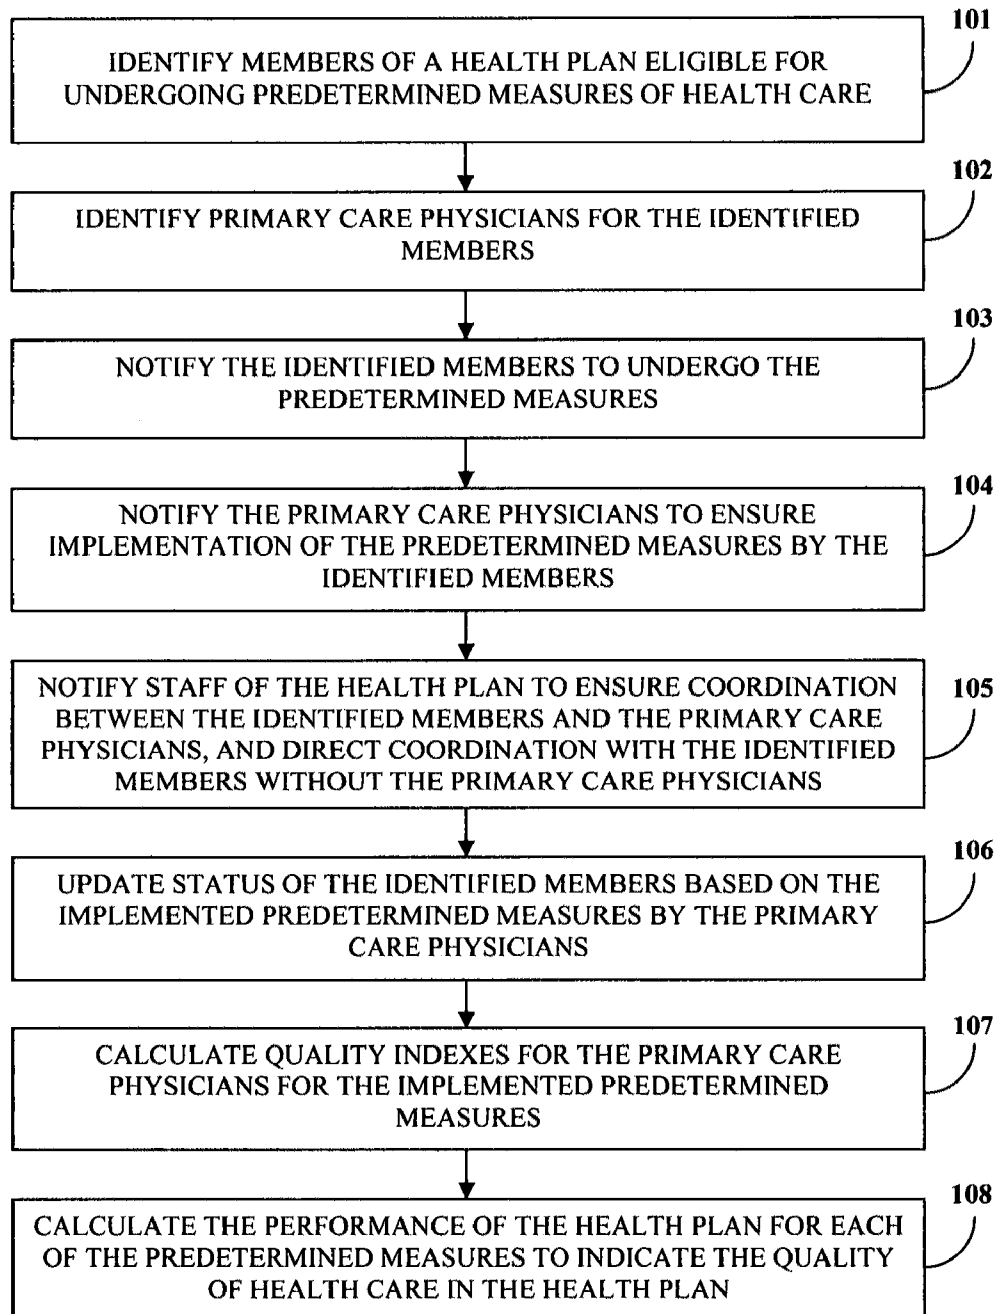 101
IDENTIFY MEMBERS OF A HEALTH PLAN ELIGIBLE FOR
UNDERGOING PREDETERMINED MEASURES OF HEALTH CARE
102
IDENTIFY PRIMARY CARE PHYSICIANS FOR THE IDENTIFIED
MEMBERS
103
NOTIFY THE IDENTIFIED MEMBERS TO UNDERGO THE
PREDETERMINED MEASURES
104
NOTIFY THE PRIMARY CARE PHYSICIANS TO ENSURE
IMPLEMENTATION OF THE PREDETERMINED MEASURES BY THE
IDENTIFIED MEMBERS
105
NOTIFY STAFF OF THE HEALTH PLAN TO ENSURE COORDINATION
BETWEEN THE IDENTIFIED MEMBERS AND THE PRIMARY CARE
PHYSICIANS, AND DIRECT COORDINATION WITH THE IDENTIFIED
MEMBERS WITHOUT THE PRIMARY CARE PHYSICIANS
106
UPDATE STATUS OF THE IDENTIFIED MEMBERS BASED ON THE
IMPLEMENTED PREDETERMINED MEASURES BY THE PRIMARY
CARE PHYSICIANS
107
CALCULATE QUALITY INDEXES FOR THE PRIMARY CARE
PHYSICIANS FOR THE IMPLEMENTED PREDETERMINED
MEASURES
108
CALCULATE THE PERFORMANCE OF THE HEALTH PLAN FOR EACH
OF THE PREDETERMINED MEASURES TO INDICATE THE QUALITY
OF HEALTH CARE IN THE HEALTH PLAN